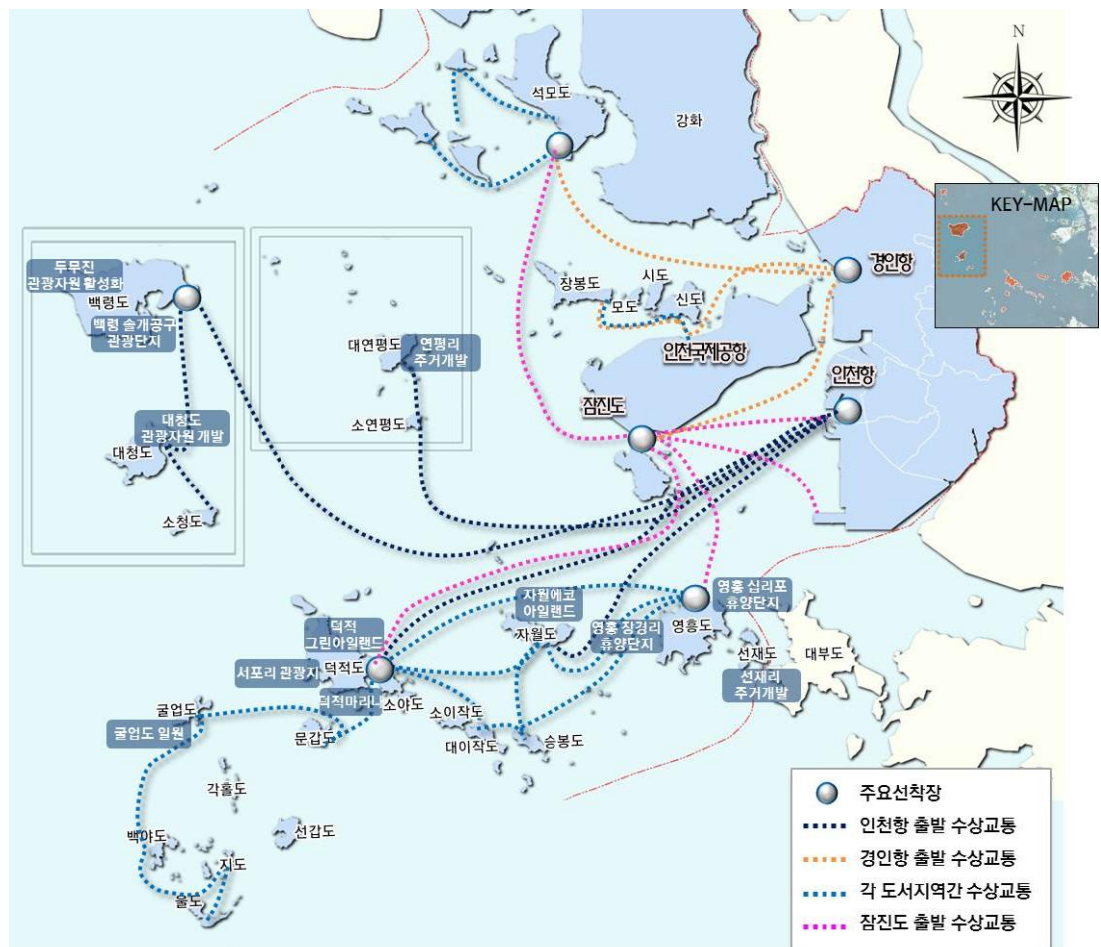 N
석모도
강화
KEY-MAP
두무진
관광자원 활성화
백령도
백령 솔개공구
관광단지
장봉도
시도
모도
신도
경인항
인천국제공항
대연평도
연평리
주거개발
소연평도
인천항
잠진도
대청도
관광자원 개발
대청도
소청도
자월에코
아일랜드
자월도
영흥 십리포
휴양단지
영흥 장경리
휴양단지
영흥도
덕적
그린아일랜드
서포리 관광지
덕적도
덕적마리나
소야도
선재도
대부도
선재리
주거개발
굴업도
굴업도 일원
문갑도
소이작도
대이작도
승봉도
각홀도
선갑도
백야도
지도
울도
주요선착장
인천항 출발 수상교통
경인항 출발 수상교통
각 도서지역간 수상교통
잠진도 출발 수상교통